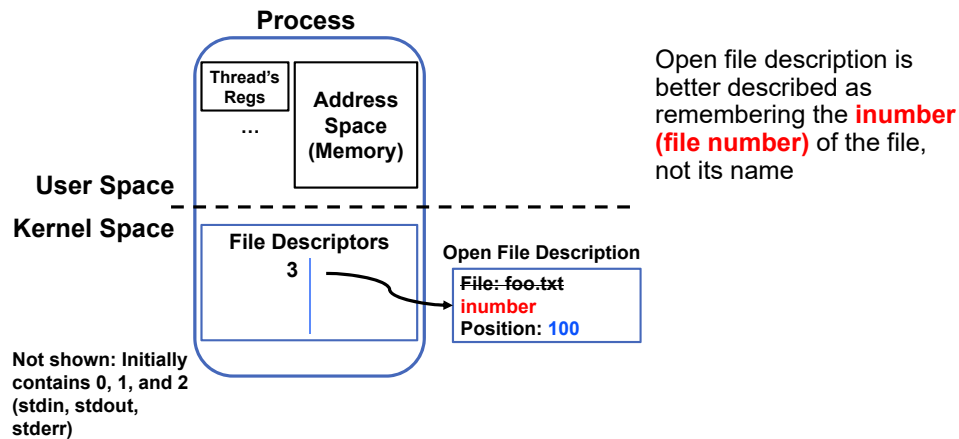 Process
Thread's
Regs
...
Address
Space
(Memory)
User Space
Kernel Space
File Descriptors
3
Open File Description
File: foo.txt
inumber
Position: 100
Not shown: Initially
contains 0, 1, and 2
(stdin, stdout,
stderr)
Open file description is
better described as
remembering the inumber
(file number) of the file,
not its name